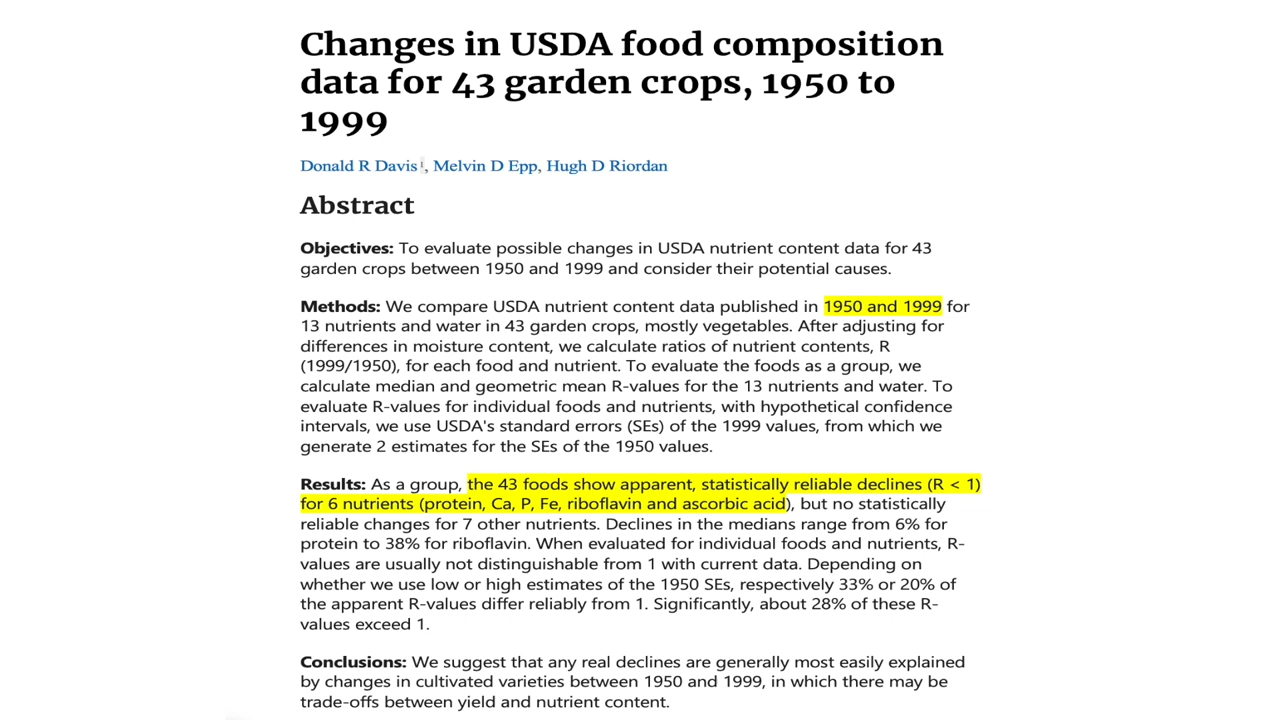 Changes in USDA food composition
data for 43 garden crops, 1950 to
1999
Donald R Davis 1, Melvin D Epp, Hugh D Riordan
Abstract
Objectives: To evaluate possible changes in USDA nutrient content data for 43
garden crops between 1950 and 1999 and consider their potential causes.
Methods: We compare USDA nutrient content data published in 1950 and 1999 for
13 nutrients and water in 43 garden crops, mostly vegetables. After adjusting for
differences in moisture content, we calculate ratios of nutrient contents, R
(1999/1950), for each food and nutrient. To evaluate the foods as a group, we
calculate median and geometric mean R-values for the 13 nutrients and water. To
evaluate R-values for individual foods and nutrients, with hypothetical confidence
intervals, we use USDA's standard errors (SEs) of the 1999 values, from which we
generate 2 estimates for the SEs of the 1950 values.
Results: As a group, the 43 foods show apparent, statistically reliable declines (R < 1)
for 6 nutrients (protein, Ca, P, Fe, riboflavin and ascorbic acid), but no statistically
reliable changes for 7 other nutrients. Declines in the medians range from 6% for
protein to 38% for riboflavin. When evaluated for individual foods and nutrients, R-
values are usually not distinguishable from 1 with current data. Depending on
whether we use low or high estimates of the 1950 SEs, respectively 33% or 20% of
the apparent R-values differ reliably from 1. Significantly, about 28% of these R-
values exceed 1.
Conclusions: We suggest that any real declines are generally most easily explained
by changes in cultivated varieties between 1950 and 1999, in which there may be
trade-offs between yield and nutrient content.